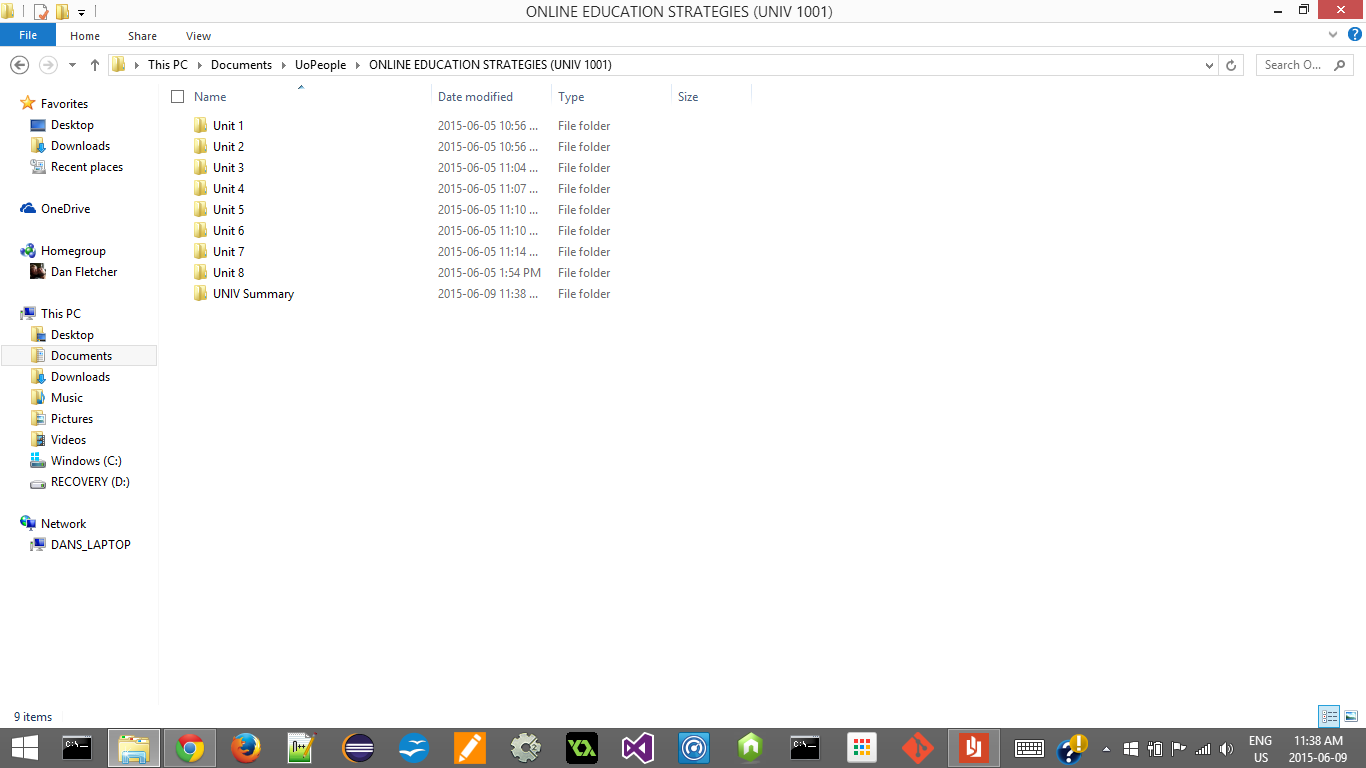 ONLINE EDUCATION STRATEGIES (UNIV 1001)
File Home Share View
This PC Documents UoPeople ONLINE EDUCATION STRATEGIES (UNIV 1001) Search O...
Name Date modified Type Size
Favorites
Desktop
Downloads
Recent places
OneDrive
Homegroup
Dan Fletcher
This PC
Desktop
Documents
Downloads
Music
Pictures
Videos
Windows (C:)
RECOVERY (D:)
Network
DANS_LAPTOP
Unit 1 2015-06-05 10:56 ... File folder
Unit 2 2015-06-05 10:56 ... File folder
Unit 3 2015-06-05 11:04 ... File folder
Unit 4 2015-06-05 11:07 ... File folder
Unit 5 2015-06-05 11:10 ... File folder
Unit 6 2015-06-05 11:10 ... File folder
Unit 7 2015-06-05 11:14 ... File folder
Unit 8 2015-06-05 1:54 PM File folder
UNIV Summary 2015-06-09 11:38 ... File folder
9 items
ENG 11:38 AM
US 2015-06-09